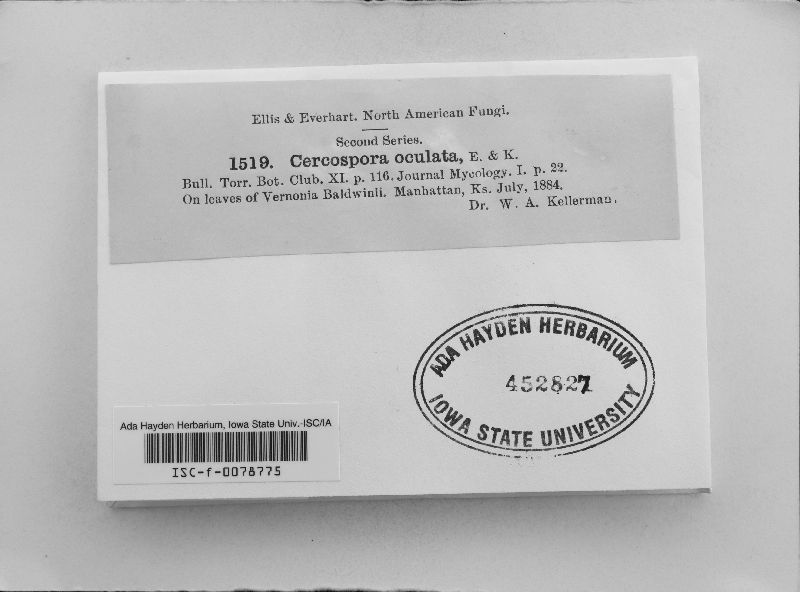 Ellis & Everhart. North American Fungi.
Second Series.
1519. Cercospora oculata, E. & K.
Bull. Torr. Bot. Club, XI. p. 116. Journal Mycology. I. p. 22.
On leaves of Vernonia Baldwinii. Manhattan, Ks. July, 1884.
Dr. W. A. Kellerman.
ADA HAYDEN HERBARIUM
452827
IOWA STATE UNIVERSITY
Ada Hayden Herbarium, Iowa State Univ.-ISC/IA
ISC-f-0078775